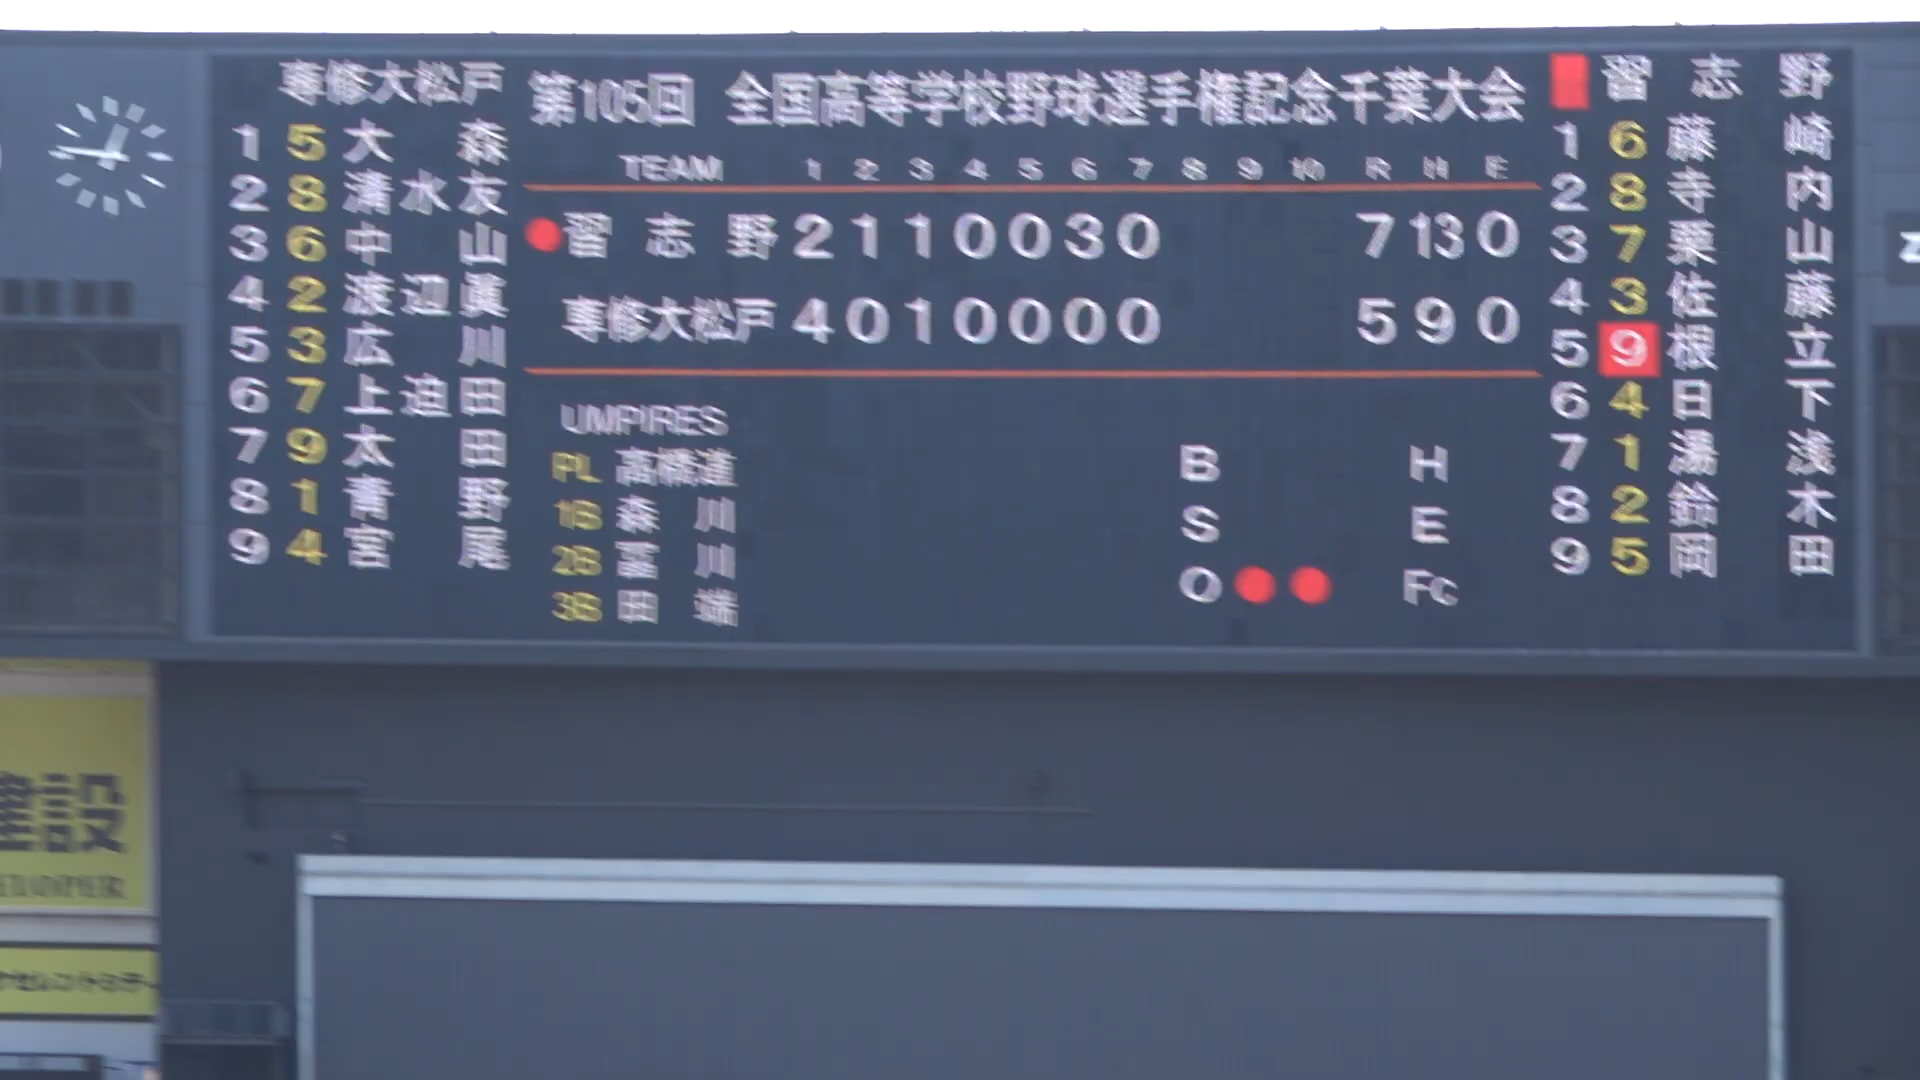 専修大松戸
1 5 大森
2 8 清水友
3 6 中山
4 2 渡辺眞
5 3 広川
6 7 上迫田
7 9 太田
8 1 青野
9 4 宮尾
第105回 全国高等学校野球選手権記念千葉大会
TEAM 1 2 3 4 5 6 7 8 9 10 R H E
習志野 2 1 1 0 0 3 0 7 13 0
専修大松戸 4 0 1 0 0 0 0 5 9 0
UMPIRES
PL 高橋道
1B 森川
2B 冨川
3B 田端
B H
S E
O Fc
習志野
1 6 藤崎
2 8 寺内
3 7 栗山
4 3 佐藤
5 9 根立
6 4 日下
7 1 湯浅
8 2 鈴木
9 5 岡田
設
ELOPER